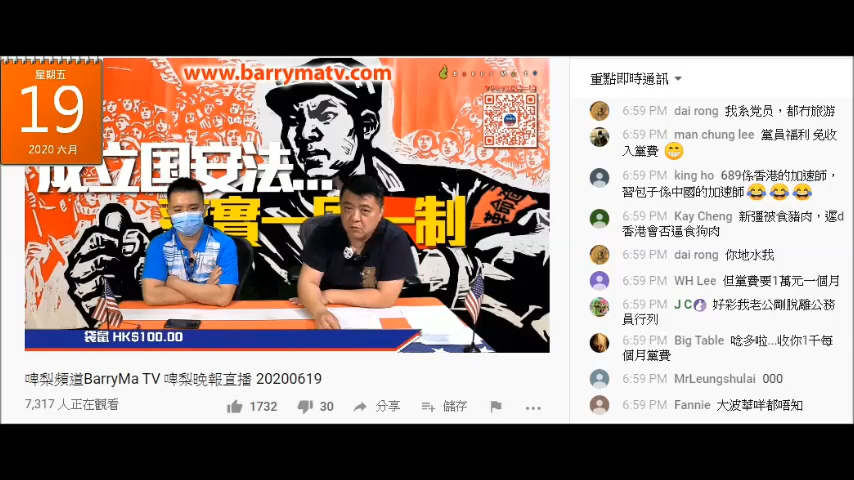 星期五
19
2020 六月
www.barrymatv.com
BARRYMATV
成立国安法...
實一国一制
革命造
袋鼠 HK$100.00
啤梨頻道BarryMa TV 啤梨晚報直播 20200619
7,317 人正在觀看
1732
30
分享
儲存
重點即時通訊
6:59 PM dai rong 我系党员，都冇旅游
6:59 PM man chung lee 黨員福利 免收
入黨費 😁
6:59 PM king ho 689係香港的加速師，
習包子係中國的加速師😂😂😂
6:59 PM Kay Cheng 新疆被食豬肉，遲d
香港會否逼食狗肉
6:59 PM dai rong 你地水我
6:59 PM WH Lee 但黨費要1萬元一個月
6:59 PM J C 好彩我老公剛脫離公務
員行列
6:59 PM Big Table 唸多啦...收你1千每
個月黨費
6:59 PM MrLeungshulai 000
6:59 PM Fannie 大波華咩都唔知